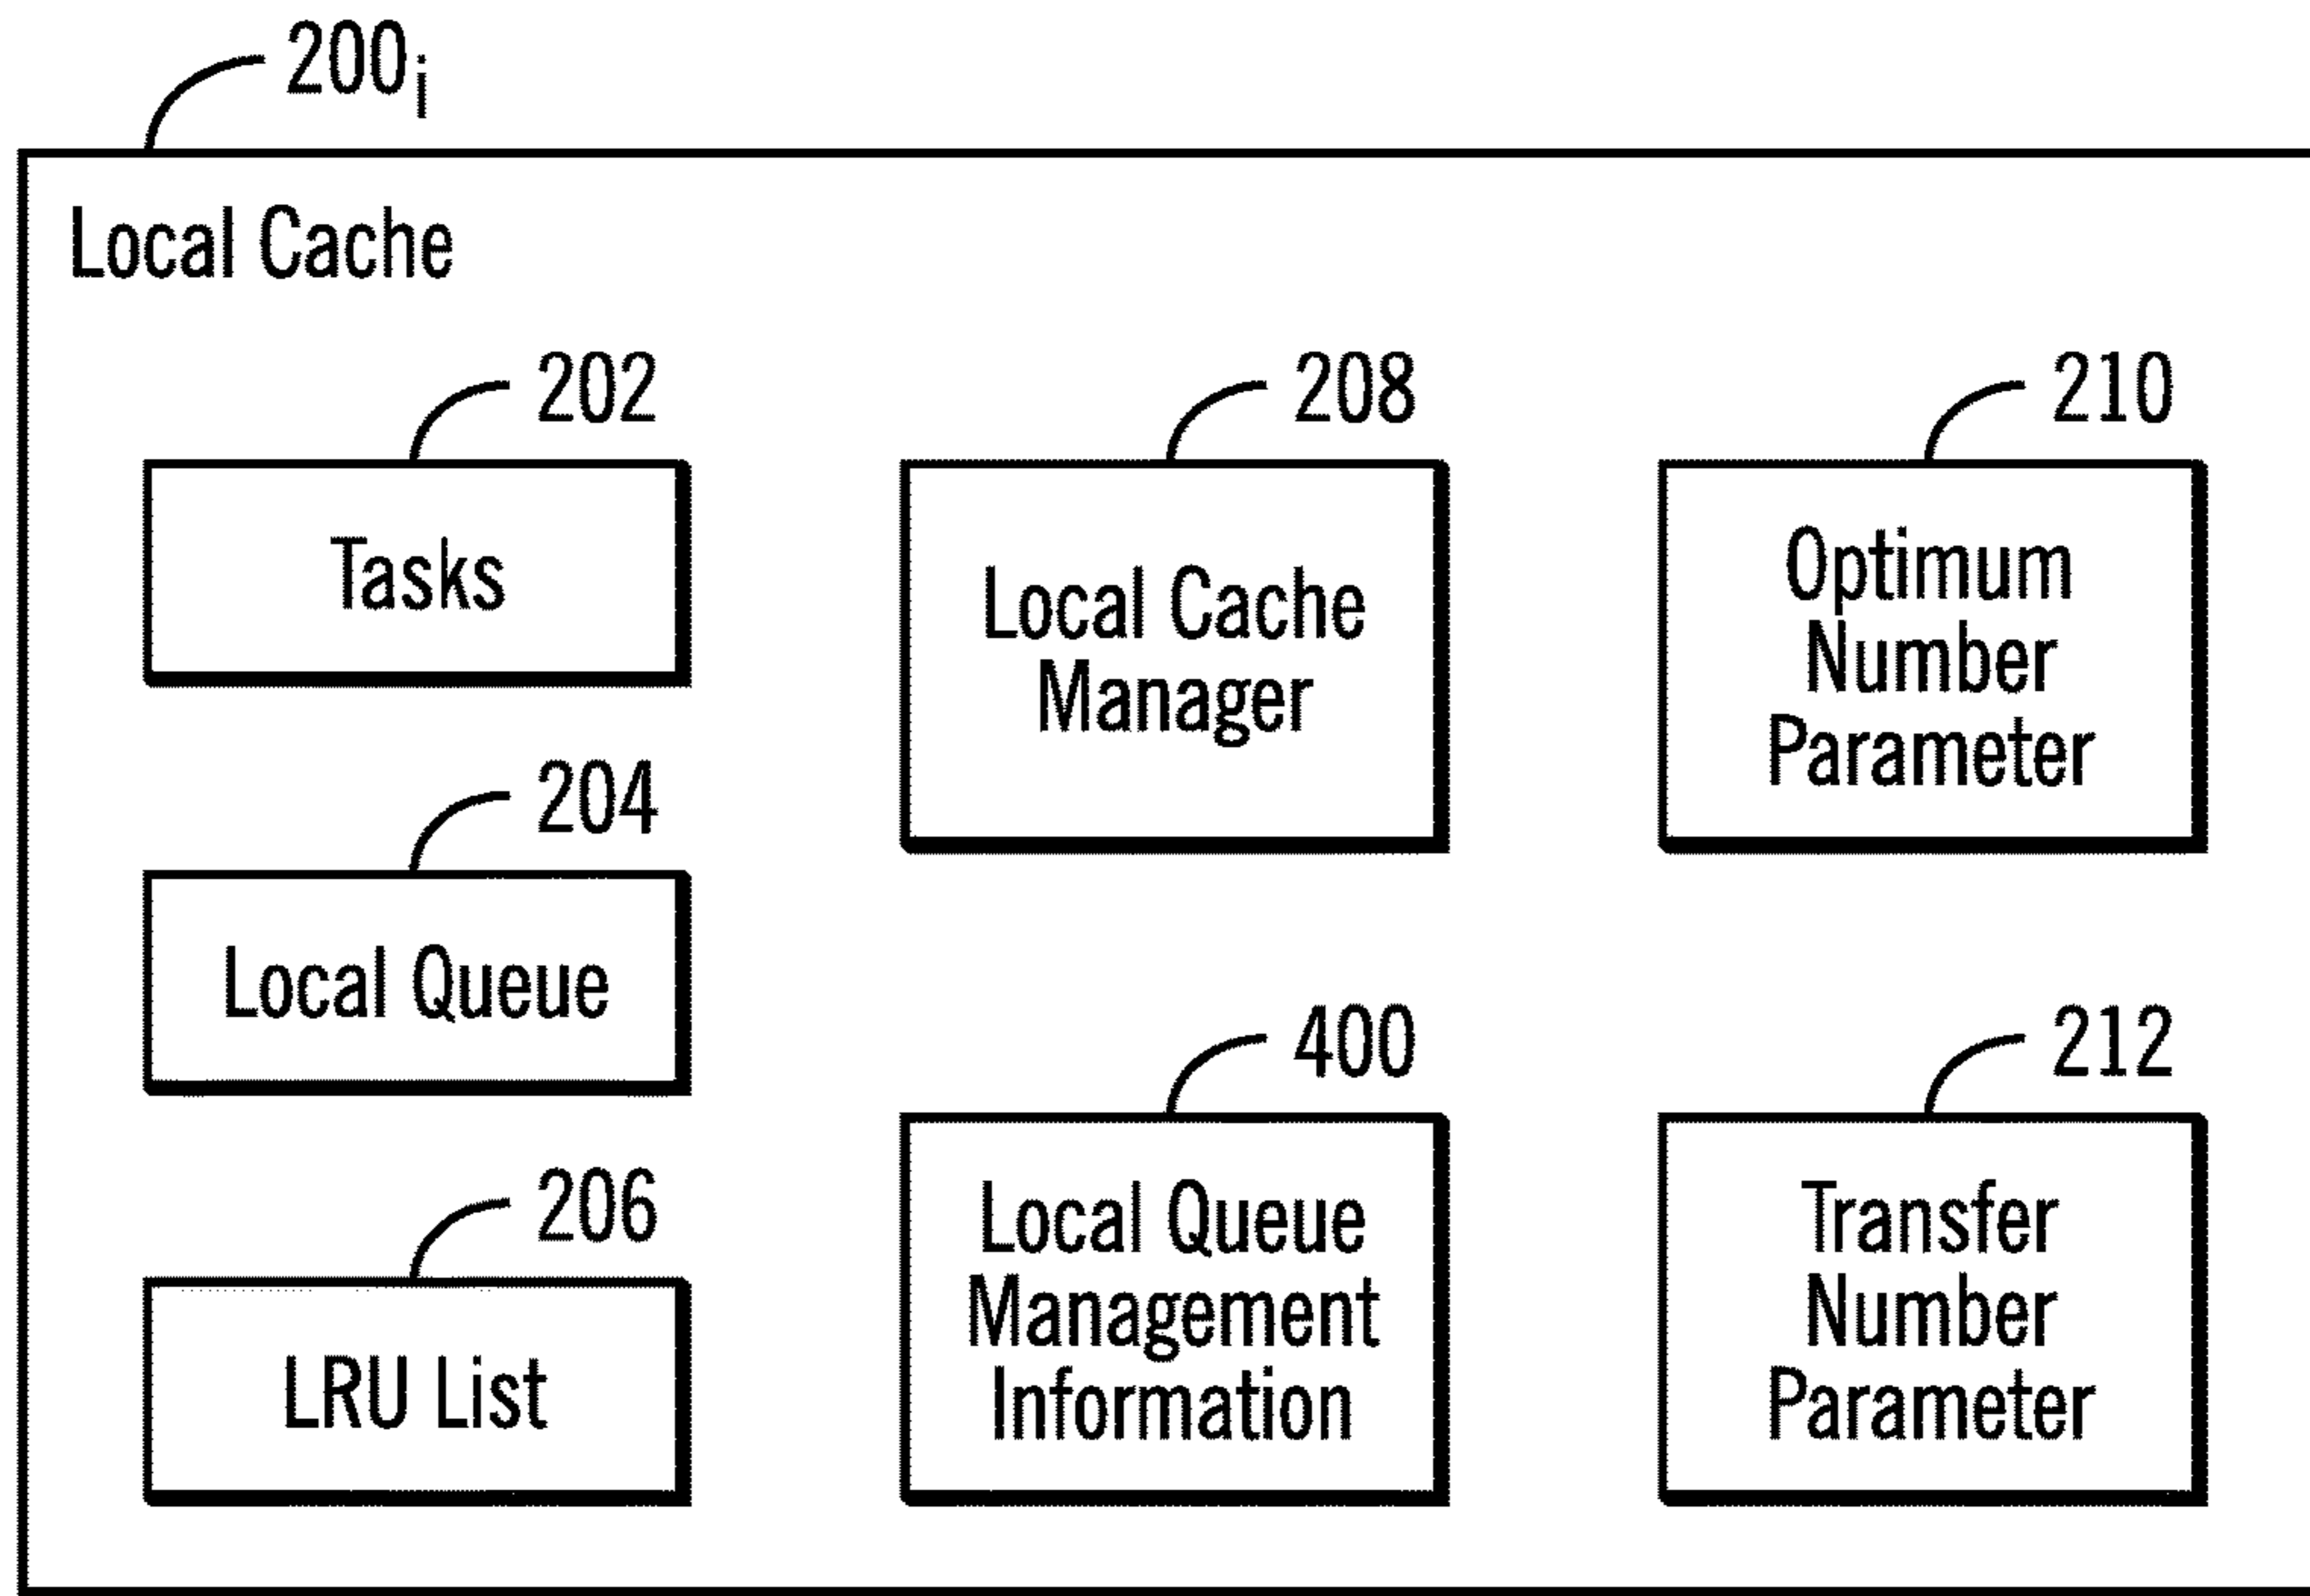 200i
Local Cache
202
Tasks
204
Local Queue
206
LRU List
208
Local Cache
Manager
400
Local Queue
Management
Information
210
Optimum
Number
Parameter
212
Transfer
Number
Parameter